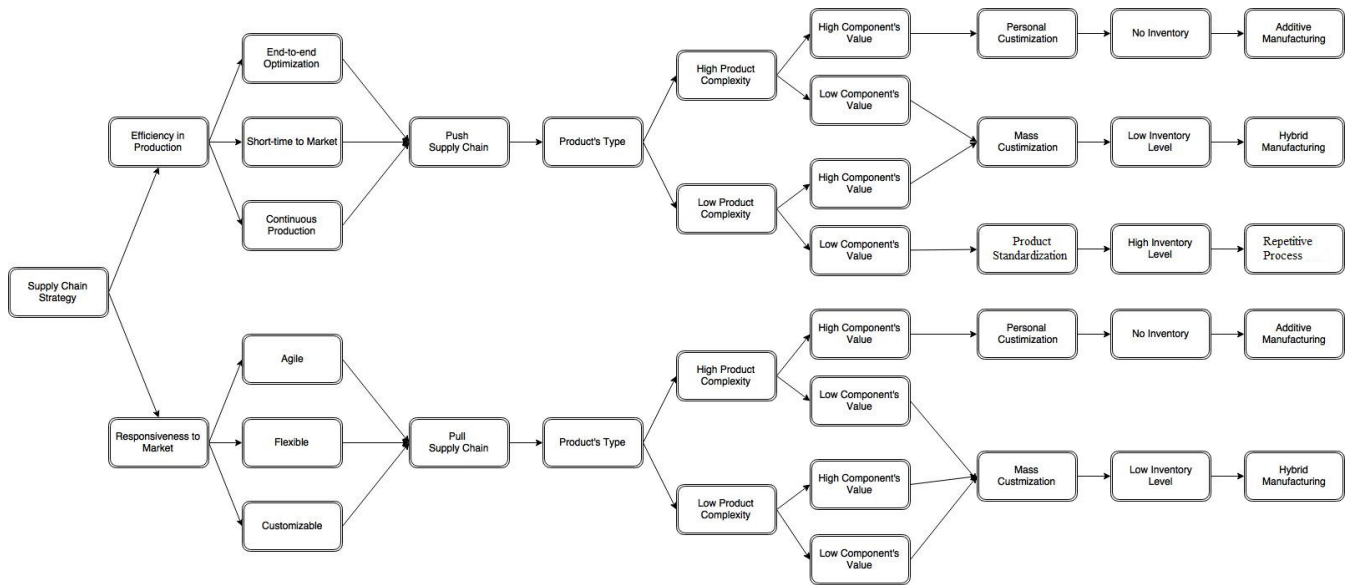 End-to-end
Optimization
Efficiency in
Production
Short-time to Market
Continuous
Production
Push
Supply Chain
Product's Type
High Product
Complexity
Low Product
Complexity
High Component's
Value
Low Component's
Value
High Component's
Value
Low Component's
Value
Personal
Custimization
No Inventory
Additive
Manufacturing
Mass
Custimization
Low Inventory
Level
Hybrid
Manufacturing
Product
Standardization
High Inventory
Level
Repetitive
Process
Supply Chain
Strategy
Responsiveness to
Market
Agile
Flexible
Customizable
Pull
Supply Chain
Product's Type
High Product
Complexity
Low Product
Complexity
High Component's
Value
Low Component's
Value
High Component's
Value
Low Component's
Value
Personal
Custimization
No Inventory
Additive
Manufacturing
Mass
Custmization
Low Inventory
Level
Hybrid
Manufacturing